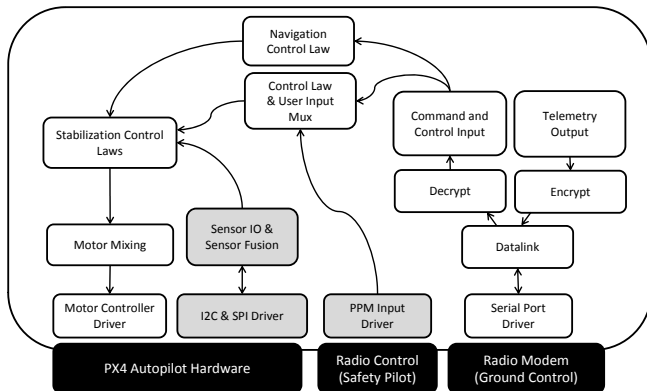 Navigation
Control Law
Control Law
& User Input
Mux
Command and
Control Input
Telemetry
Output
Stabilization Control
Laws
Decrypt
Encrypt
Motor Mixing
Sensor IO &
Sensor Fusion
Datalink
Motor Controller
Driver
I2C & SPI Driver
PPM Input
Driver
Serial Port
Driver
PX4 Autopilot Hardware
Radio Control
(Safety Pilot)
Radio Modem
(Ground Control)